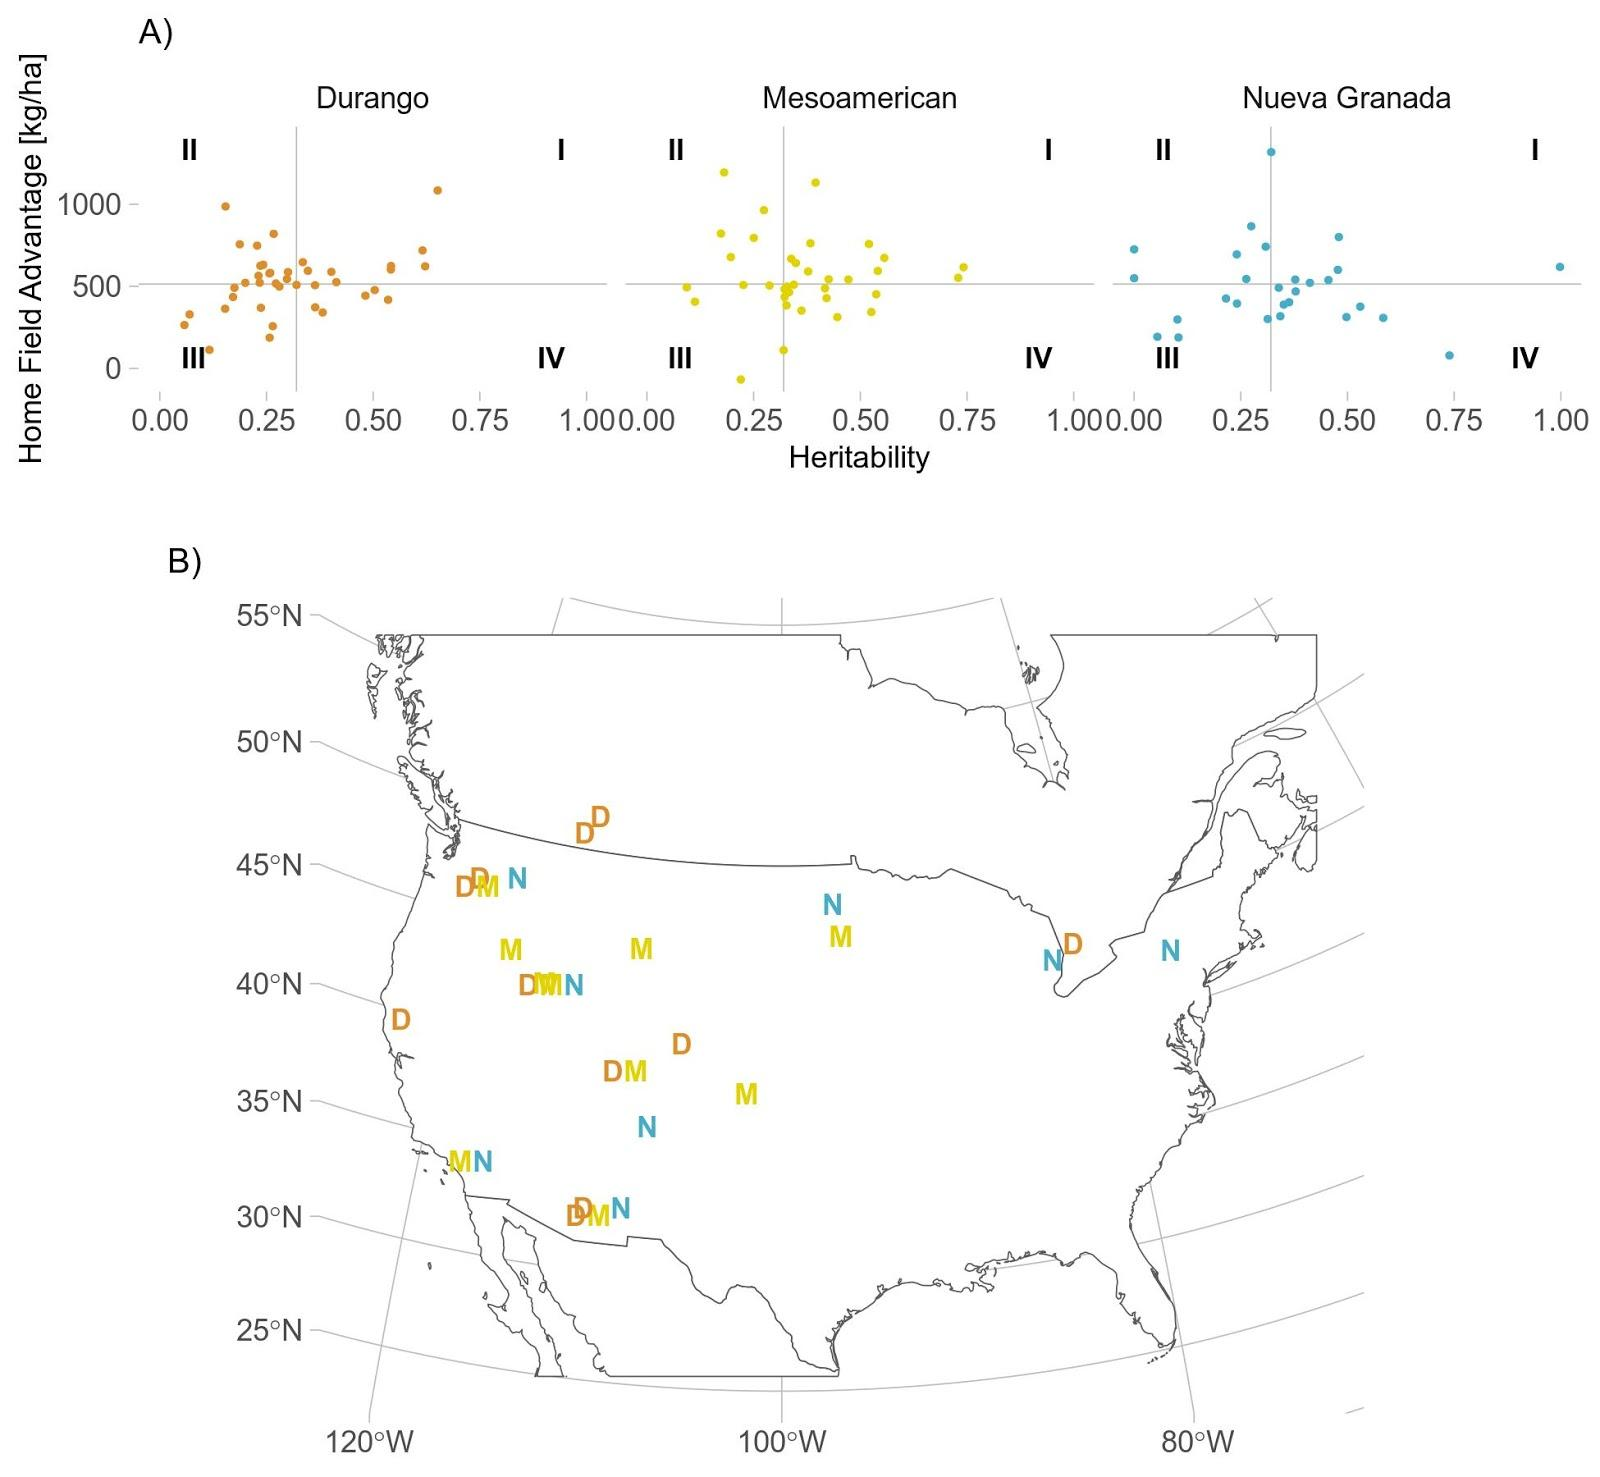 A)
Home Field Advantage [kg/ha]
Durango
Mesoamerican
Nueva Granada
II
I
II
I
II
I
1000
500
0
III
IV
III
IV
III
IV
0.00 0.25 0.50 0.75 1.00
0.00 0.25 0.50 0.75 1.00
0.00 0.25 0.50 0.75 1.00
Heritability
B)
55°N
50°N
D
D
45°N
D
D
M
N
N
M
M
M
D
N
N
40°N
D
M
M
N
D
D
D
M
M
35°N
N
M
N
30°N
D
D
M
N
25°N
120°W
100°W
80°W